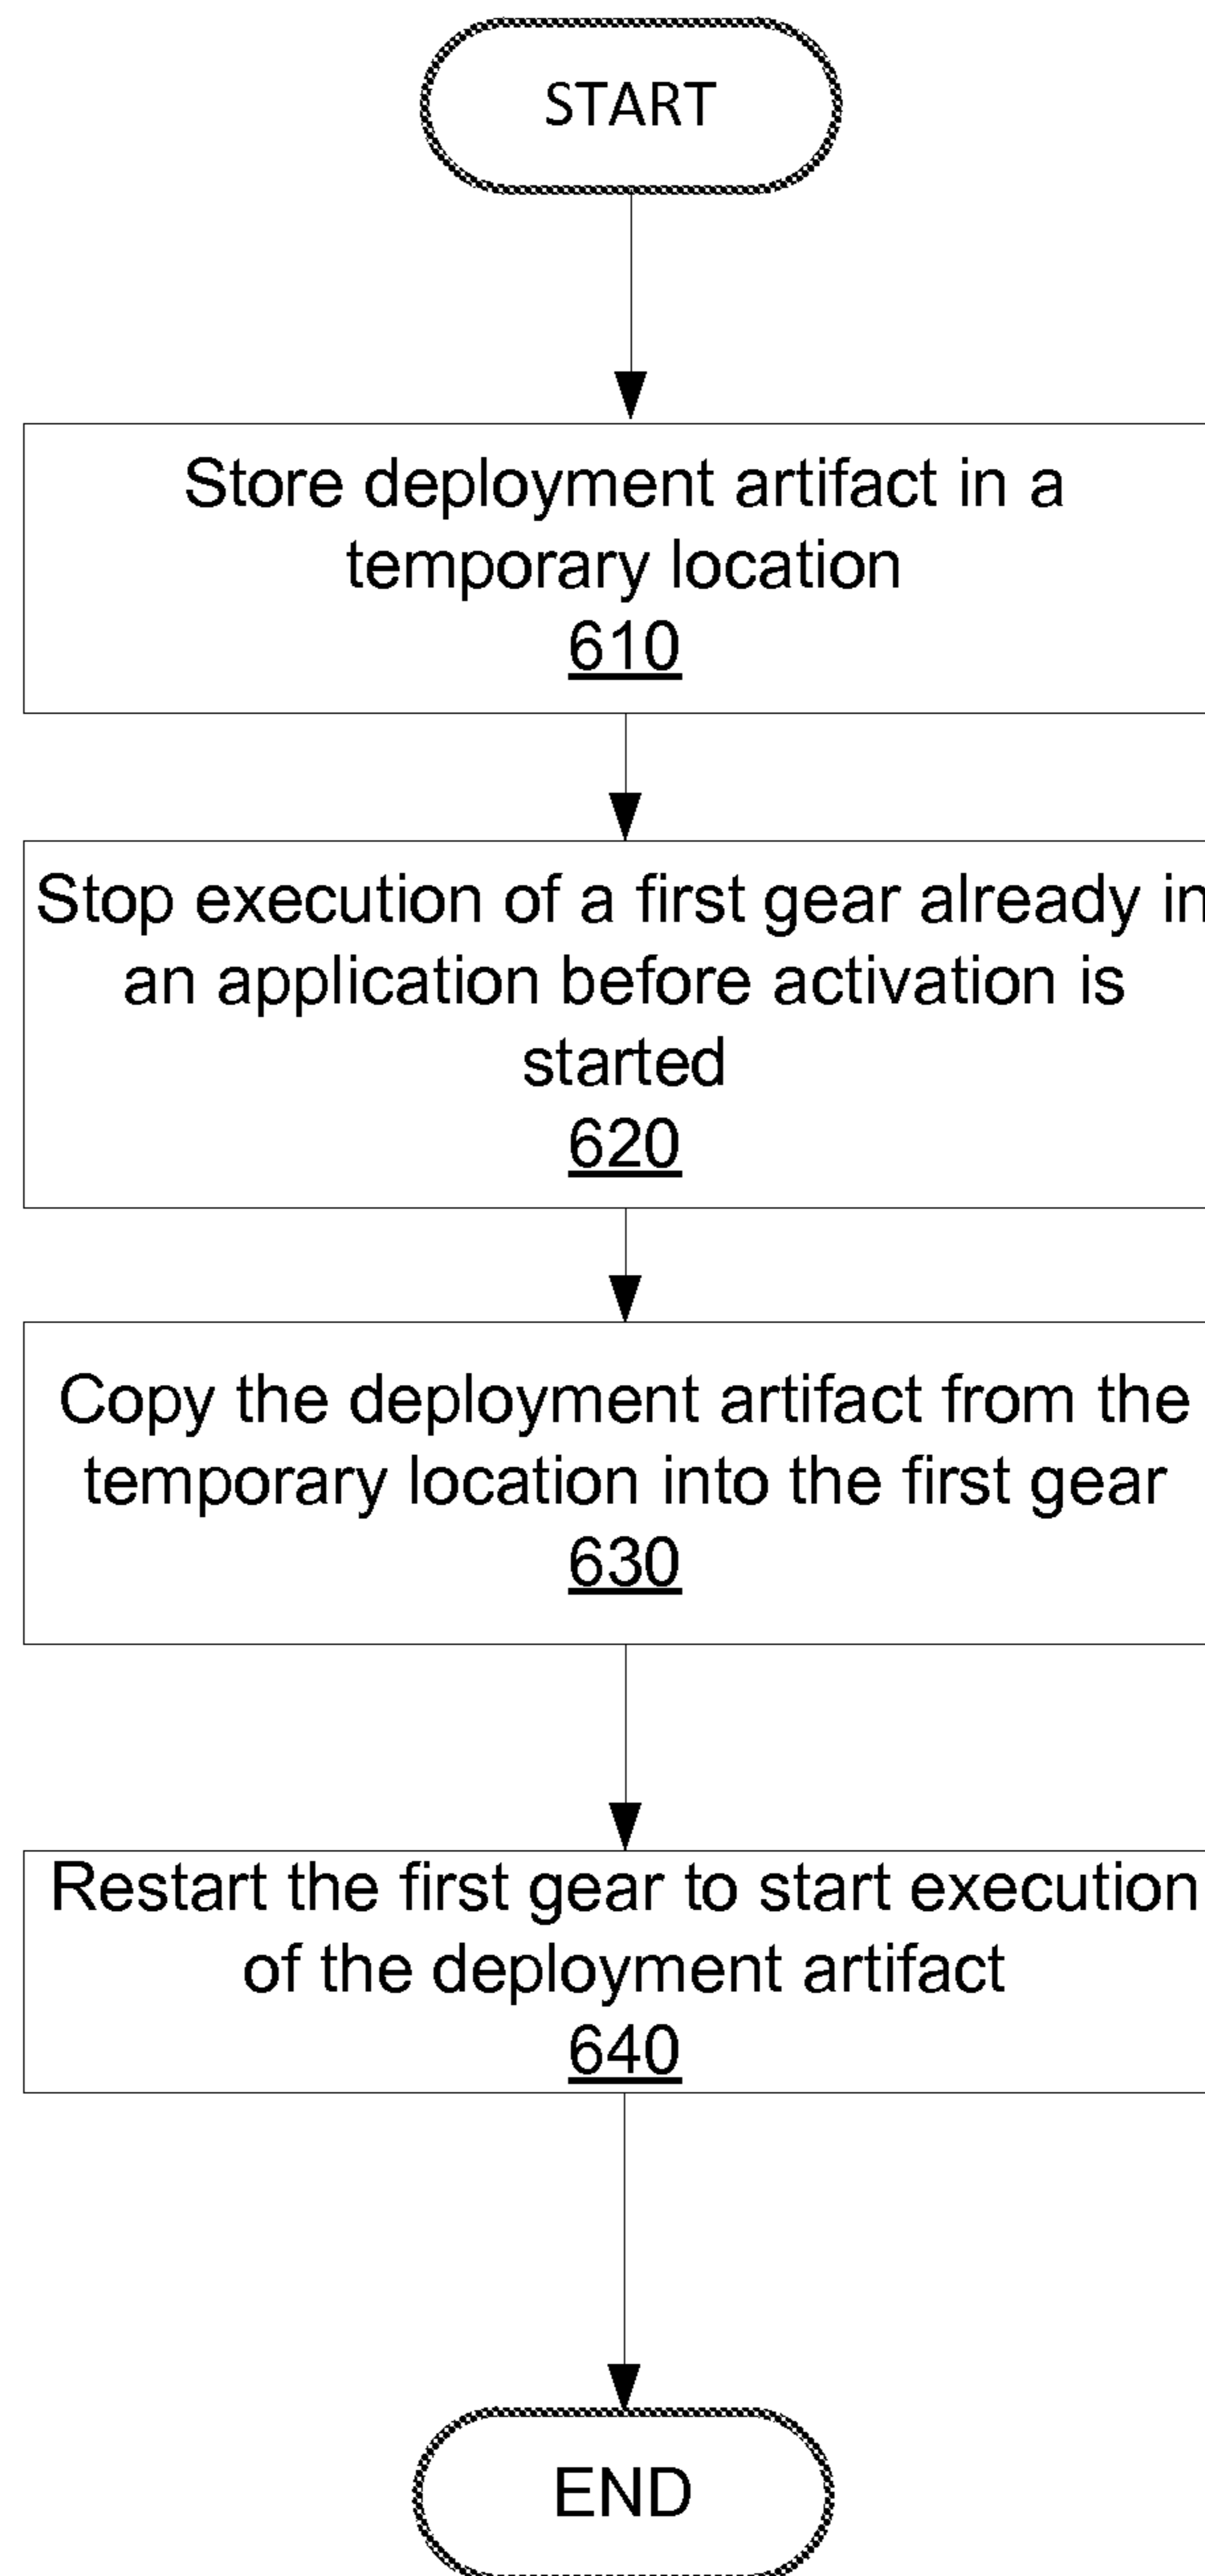 START
Store deployment artifact in a
temporary location
610
Stop execution of a first gear already in
an application before activation is
started
620
Copy the deployment artifact from the
temporary location into the first gear
630
Restart the first gear to start execution
of the deployment artifact
640
END